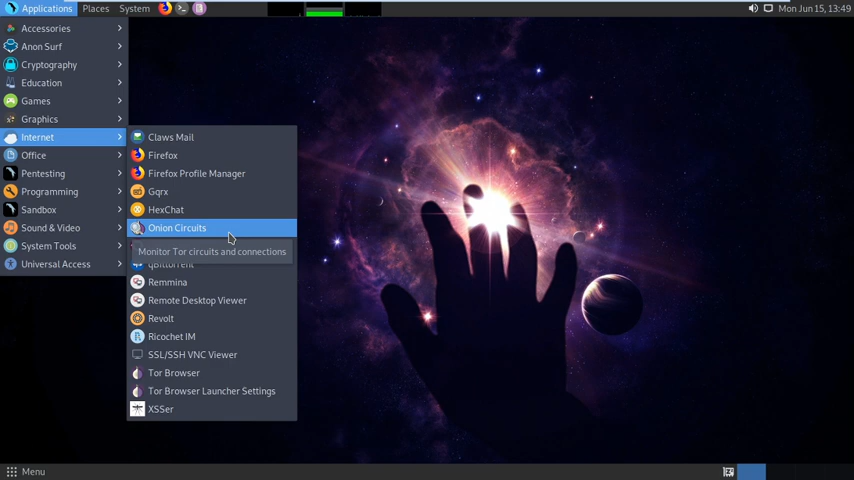 Applications Places System Mon Jun 15, 13:49
Accessories
Anon Surf
Cryptography
Education
Games
Graphics
Internet
Office
Pentesting
Programming
Sandbox
Sound & Video
System Tools
Universal Access
Claws Mail
Firefox
Firefox Profile Manager
Gqrx
HexChat
Onion Circuits
Monitor Tor circuits and connections
qBittorrent
Remmina
Remote Desktop Viewer
Revolt
Ricochet IM
SSL/SSH VNC Viewer
Tor Browser
Tor Browser Launcher Settings
XSSer
Menu